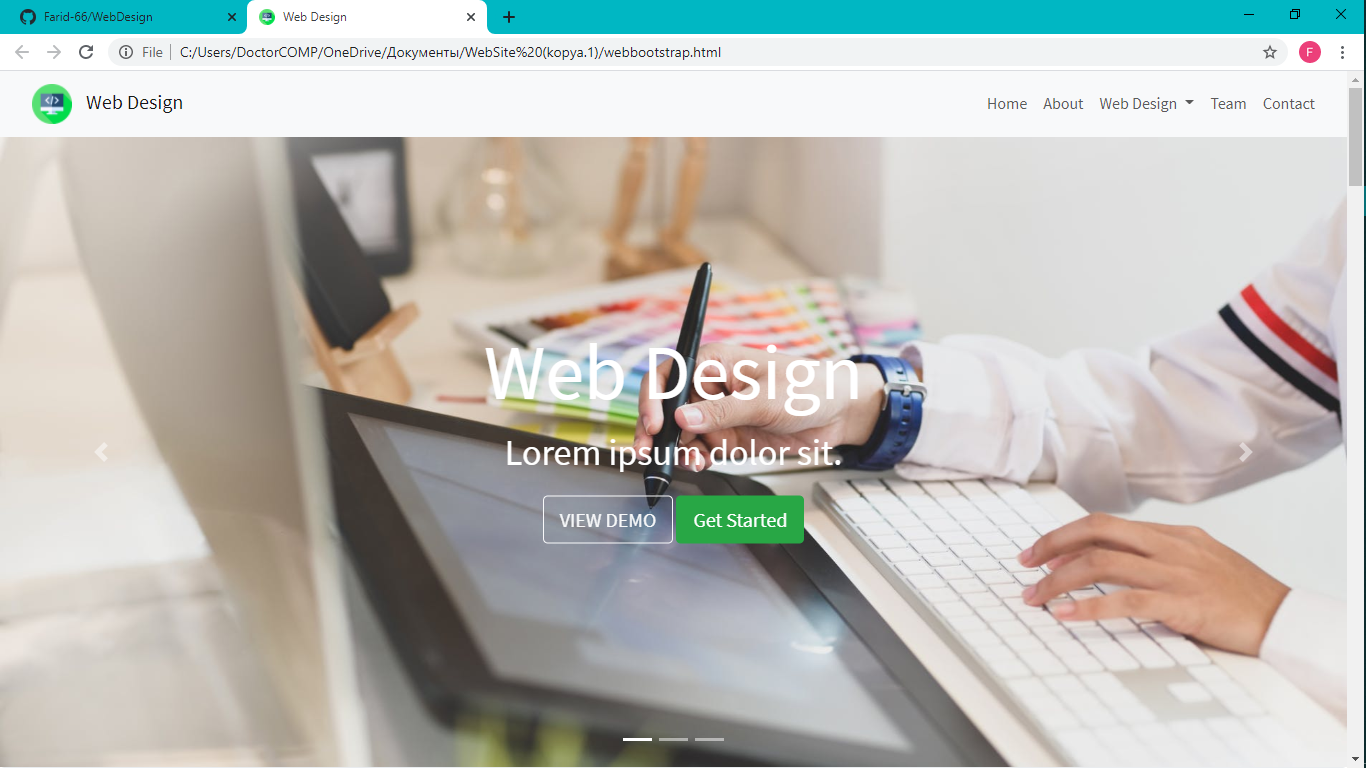 Farid-66/WebDesign
Web Design
File C:/Users/DoctorCOMP/OneDrive/Документы/WebSite%20(kopya.1)/webbootstrap.html
F
</> Web Design
Home About Web Design Team Contact
Web Design
Lorem ipsum dolor sit.
VIEW DEMO Get Started